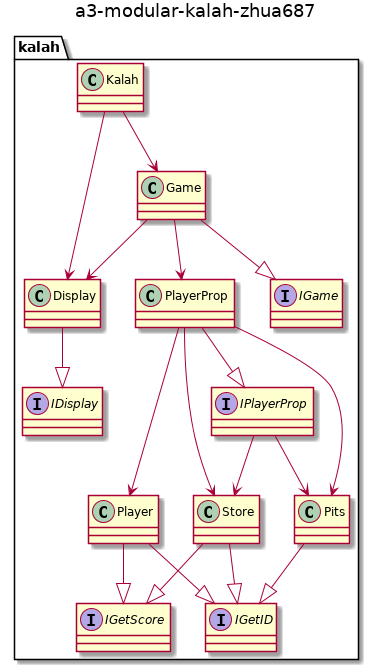 a3-modular-kalah-zhua687
kalah
C Kalah
C Game
C Display
C PlayerProp
I IGame
I IDisplay
I IPlayerProp
C Player
C Store
C Pits
I IGetScore
I IGetID